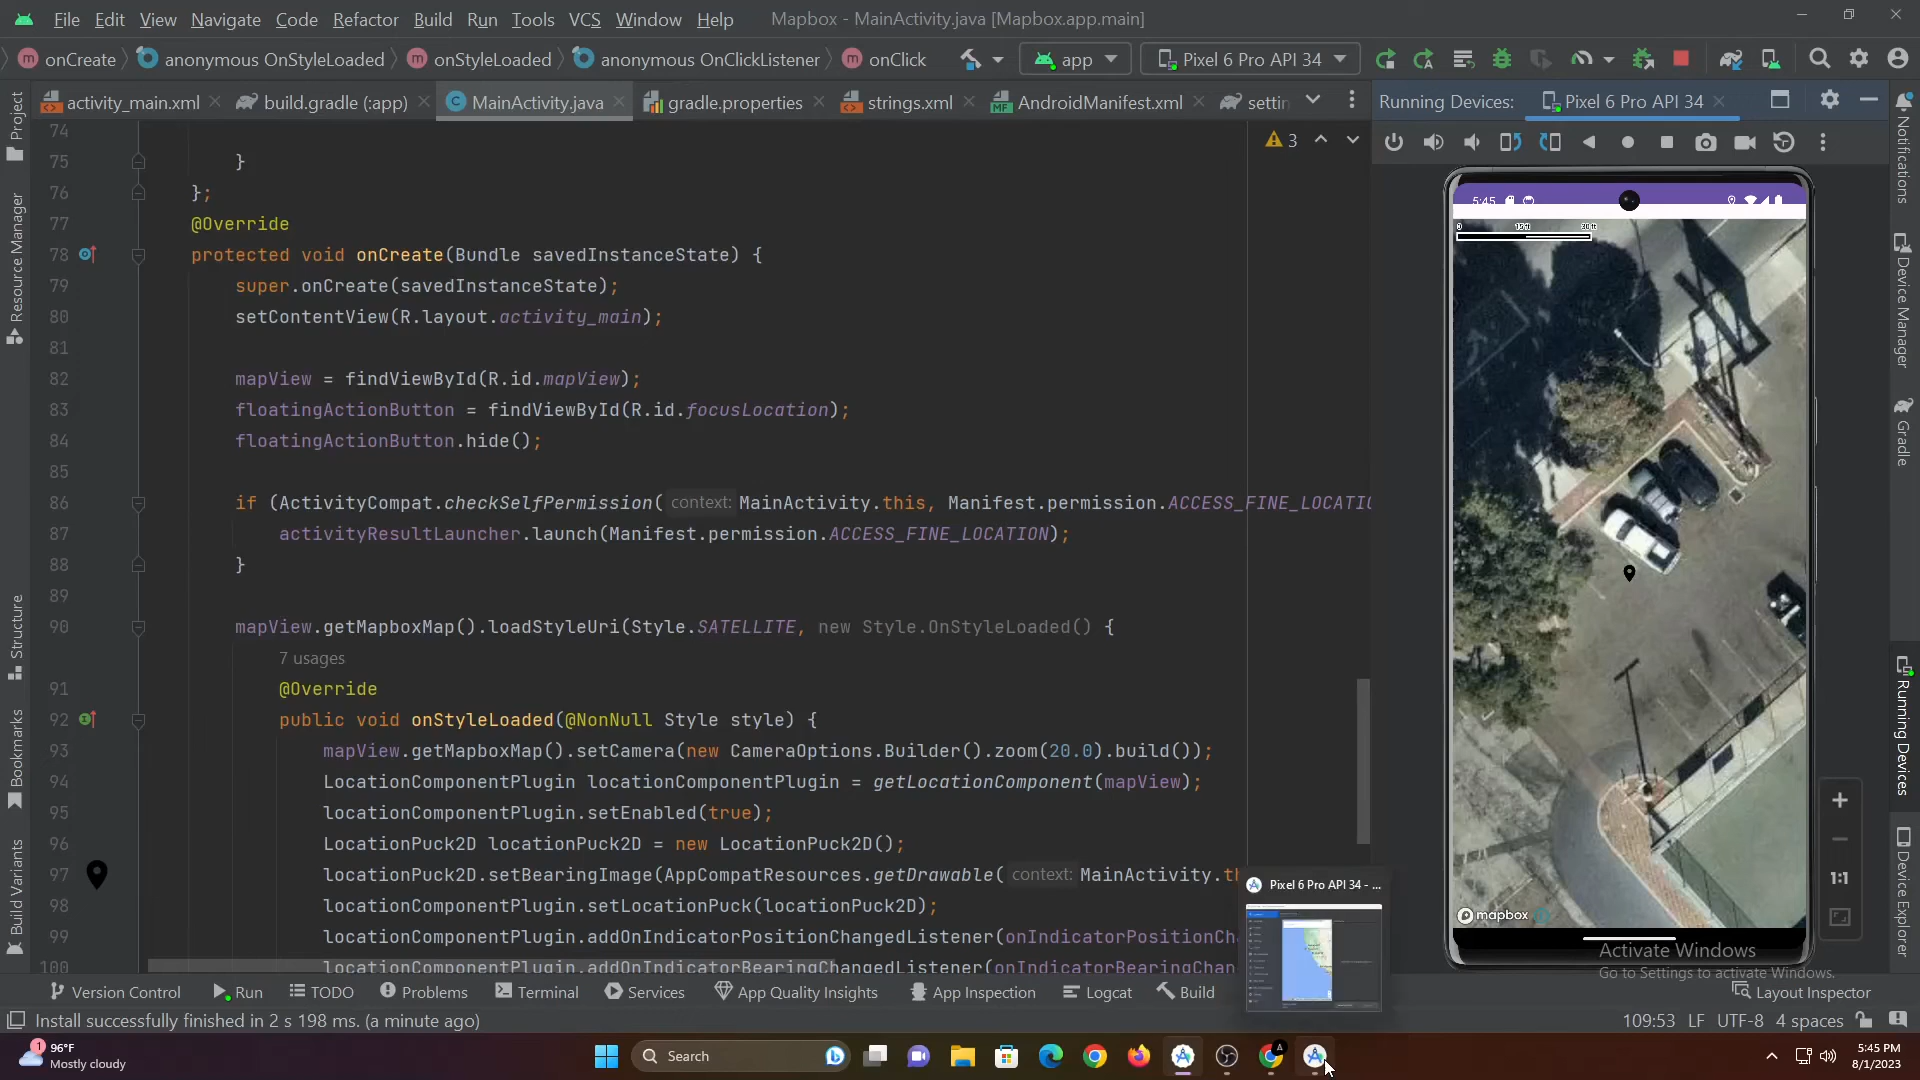 File Edit View Navigate Code Refactor Build Run Tools VCS Window Help Mapbox - MainActivity.java [Mapbox.app.main]
onCreate anonymous OnStyleLoaded onStyleLoaded anonymous OnClickListener onClick app Pixel 6 Pro API 34
activity_main.xml build.gradle (:app) MainActivity.java gradle.properties strings.xml AndroidManifest.xml settin Running Devices: Pixel 6 Pro API 34
74
75 }
76 };
77 @Override
78 protected void onCreate(Bundle savedInstanceState) {
79 super.onCreate(savedInstanceState);
80 setContentView(R.layout.activity_main);
81
82 mapView = findViewById(R.id.mapView);
83 floatingActionButton = findViewById(R.id.focusLocation);
84 floatingActionButton.hide();
85
86 if (ActivityCompat.checkSelfPermission( context: MainActivity.this, Manifest.permission.ACCESS_FINE_LOCATIO
87 activityResultLauncher.launch(Manifest.permission.ACCESS_FINE_LOCATION);
88 }
89
90 mapView.getMapboxMap().loadStyleUri(Style.SATELLITE, new Style.OnStyleLoaded() {
7 usages
91 @Override
92 public void onStyleLoaded(@NonNull Style style) {
93 mapView.getMapboxMap().setCamera(new CameraOptions.Builder().zoom(20.0).build());
94 LocationComponentPlugin locationComponentPlugin = getLocationComponent(mapView);
95 locationComponentPlugin.setEnabled(true);
96 LocationPuck2D locationPuck2D = new LocationPuck2D();
97 locationPuck2D.setBearingImage(AppCompatResources.getDrawable( context: MainActivity.th
98 locationComponentPlugin.setLocationPuck(locationPuck2D);
99 locationComponentPlugin.addOnIndicatorPositionChangedListener(onIndicatorPositionCh
100 locationComponentPlugin.addOnIndicatorBearingChangedListener(onIndicatorBearingChan
3
5:45
0 15ft 30ft
mapbox
1:1
Pixel 6 Pro API 34 - ...
Activate Windows
Go to Settings to activate Windows.
Project
Resource Manager
Structure
Bookmarks
Build Variants
Notifications
Device Manager
Gradle
Running Devices
Device Explorer
Version Control Run TODO Problems Terminal Services App Quality Insights App Inspection Logcat Build Layout Inspector
Install successfully finished in 2 s 198 ms. (a minute ago) 109:53 LF UTF-8 4 spaces
1 96°F
Mostly cloudy
Search
A
5:45 PM
8/1/2023